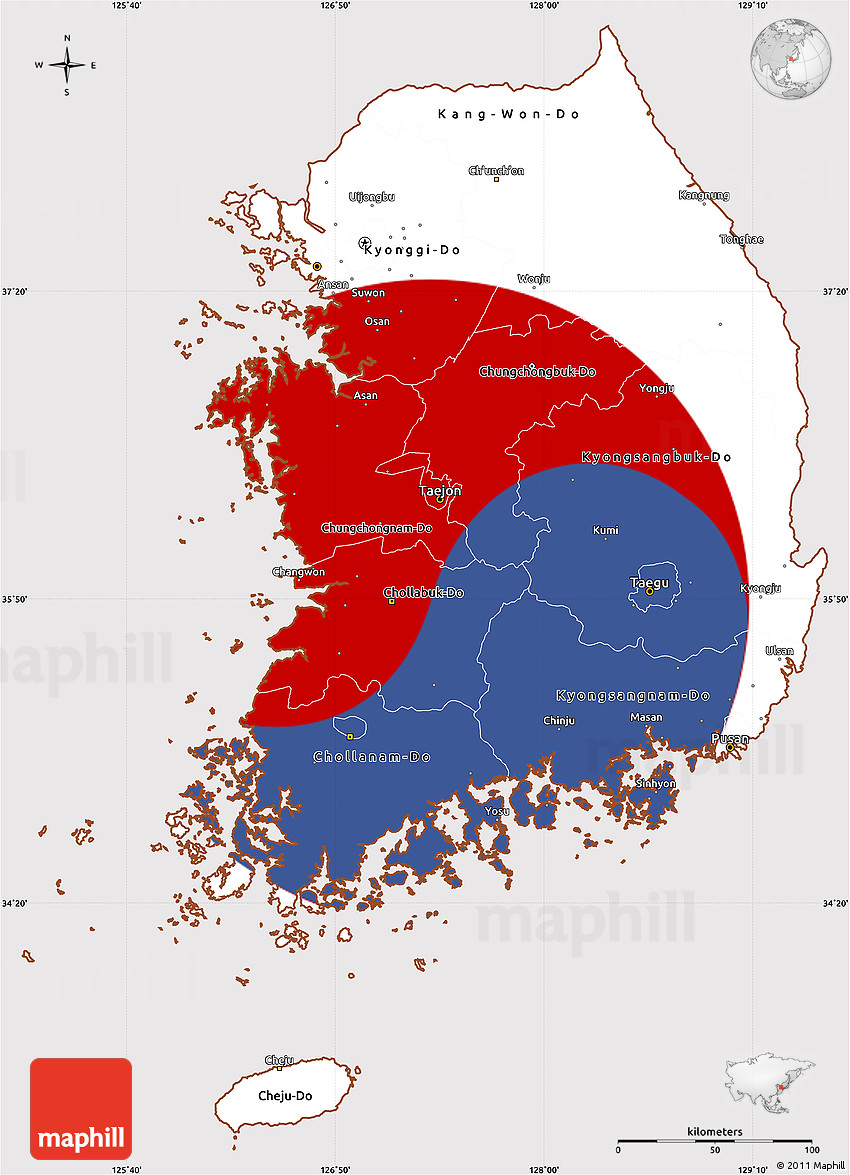 125°40'
126°50'
128°00'
129°10'
N
W E
S
Kang-Won-Do
Ch'unch'on
Uijongbu
Kangnung
Tonghae
Kyonggi-Do
Wonju
Ansan
37°20'
37°20'
Suwon
Osan
Chungchongbuk-Do
Yongju
Asan
Kyongsangbuk-Do
Taejon
Chungchongnam-Do
Kumi
Changwon
Taegu
Chollabuk-Do
Kyongju
35°50'
35°50'
Ulsan
maphill
Kyongsangnam-Do
Chinju
Masan
Pusan
Chollanam-Do
maphill
Sinhyon
Yosu
34°20'
34°20'
maphill
Cheju
Cheju-Do
maphill
kilometers
0 50 100
125°40'
126°50'
128°00'
129°10'
© 2011 Maphill